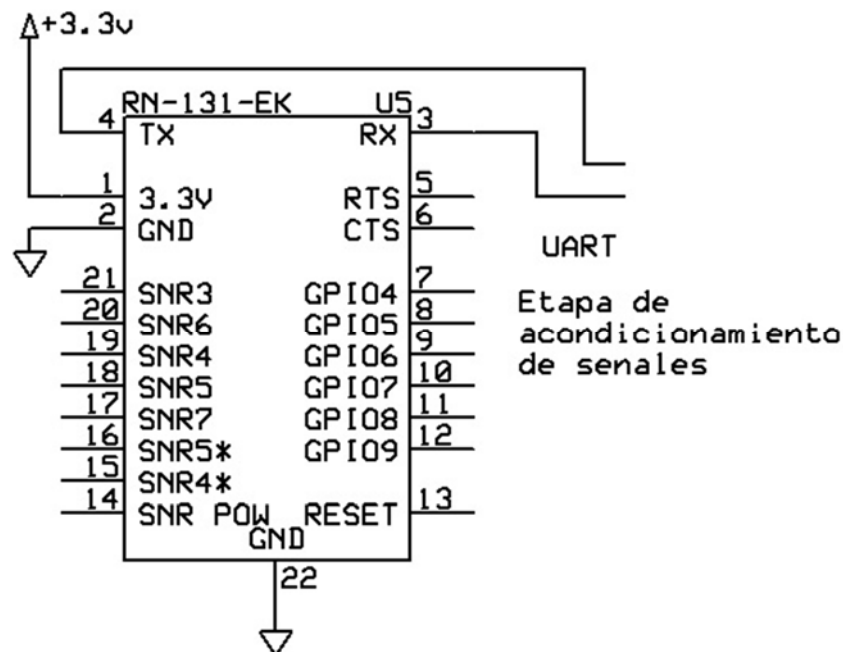 +3.3v
RN-131-EK U5
4 TX RX 3
1 3.3V RTS 5
2 GND CTS 6
UART
21 SNR3 GPIO4 7
20 SNR6 GPIO5 8
19 SNR4 GPIO6 9
18 SNR5 GPIO7 10
17 SNR7 GPIO8 11
16 SNR5* GPIO9 12
15 SNR4*
14 SNR POW RESET 13
GND
22
Etapa de
acondicionamiento
de senales